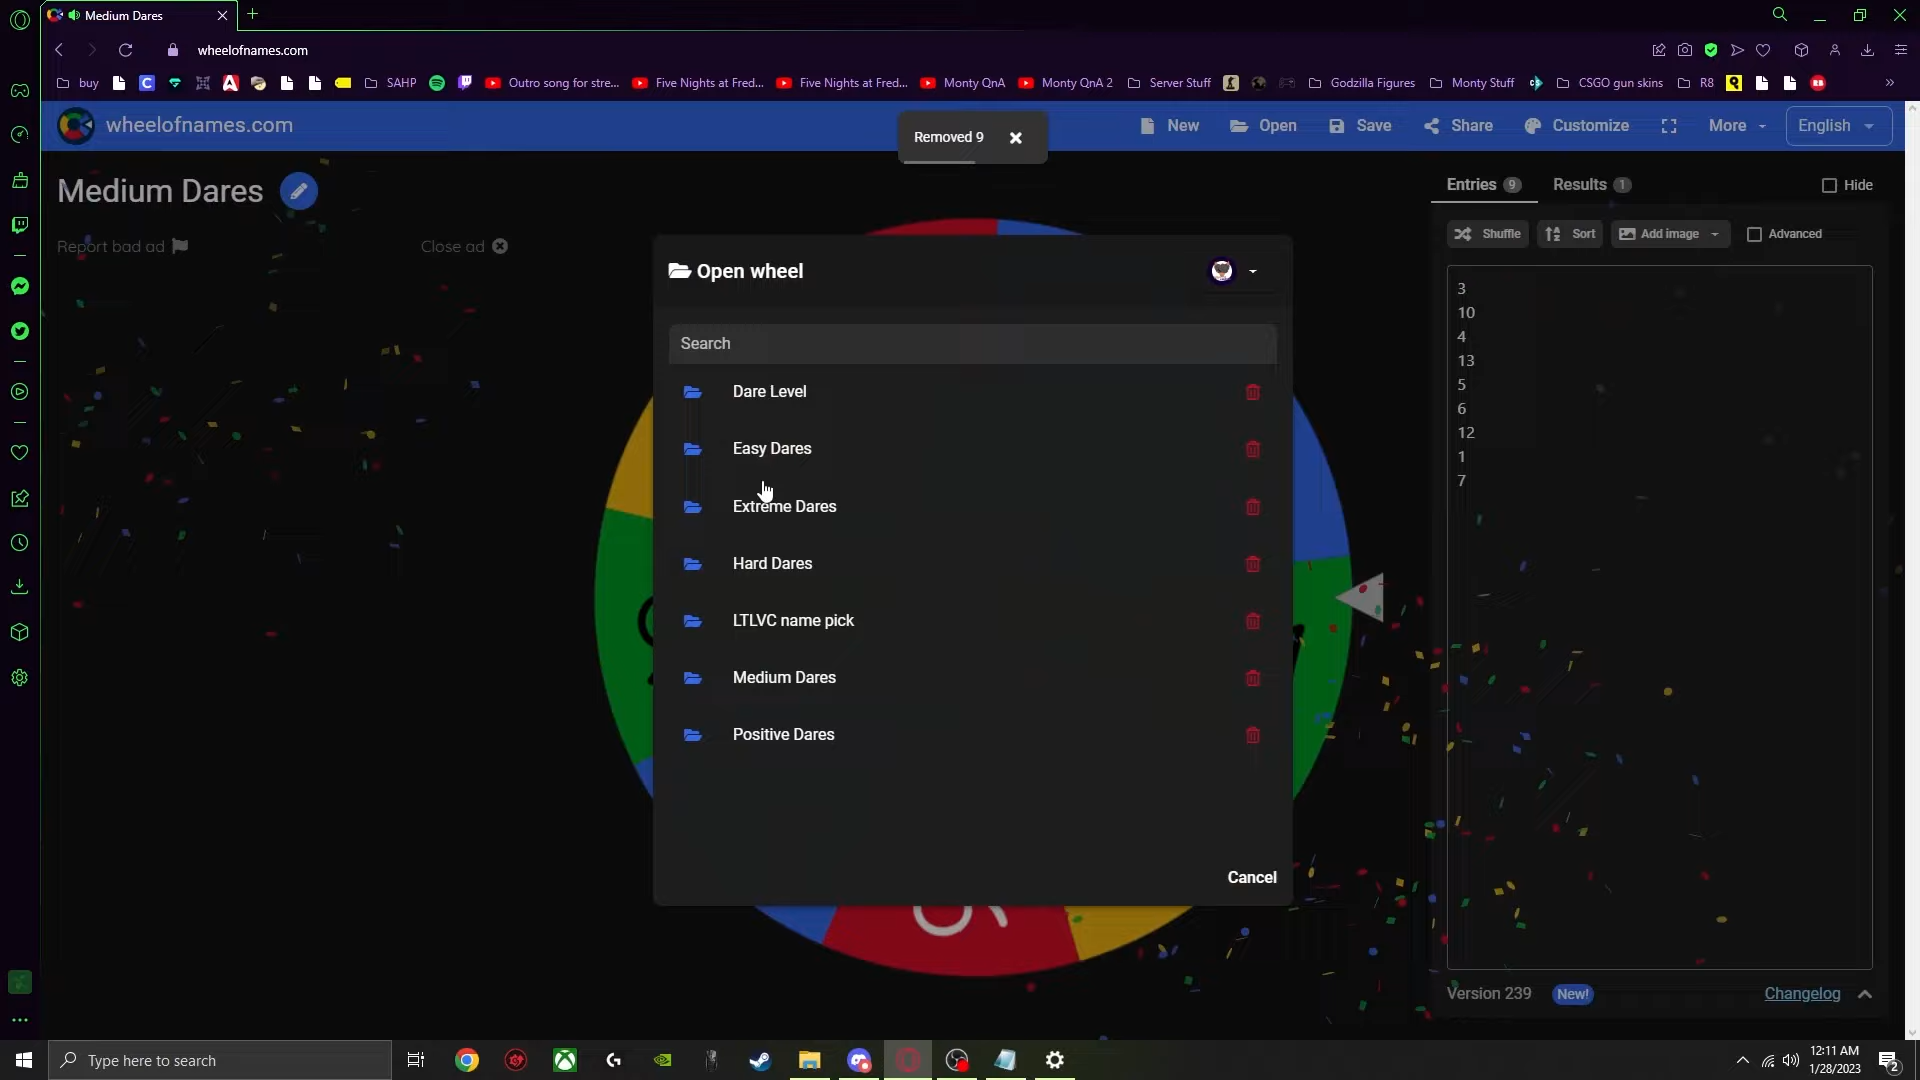 Medium Dares
wheelofnames.com
buy
SAHP
Outro song for stre...
Five Nights at Fred...
Five Nights at Fred...
Monty QnA
Monty QnA 2
Server Stuff
Godzilla Figures
Monty Stuff
CSGO gun skins
R8
wheelofnames.com
Removed 9
New
Open
Save
Share
Customize
More
English
Medium Dares
Report bad ad
Close ad
Entries 9
Results 1
Hide
Shuffle
Sort
Add image
Advanced
3
10
4
13
5
6
12
1
7
Open wheel
Search
Dare Level
Easy Dares
Extreme Dares
Hard Dares
LTLVC name pick
Medium Dares
Positive Dares
Cancel
Version 239
New!
Changelog
Type here to search
12:11 AM
1/28/2023
2